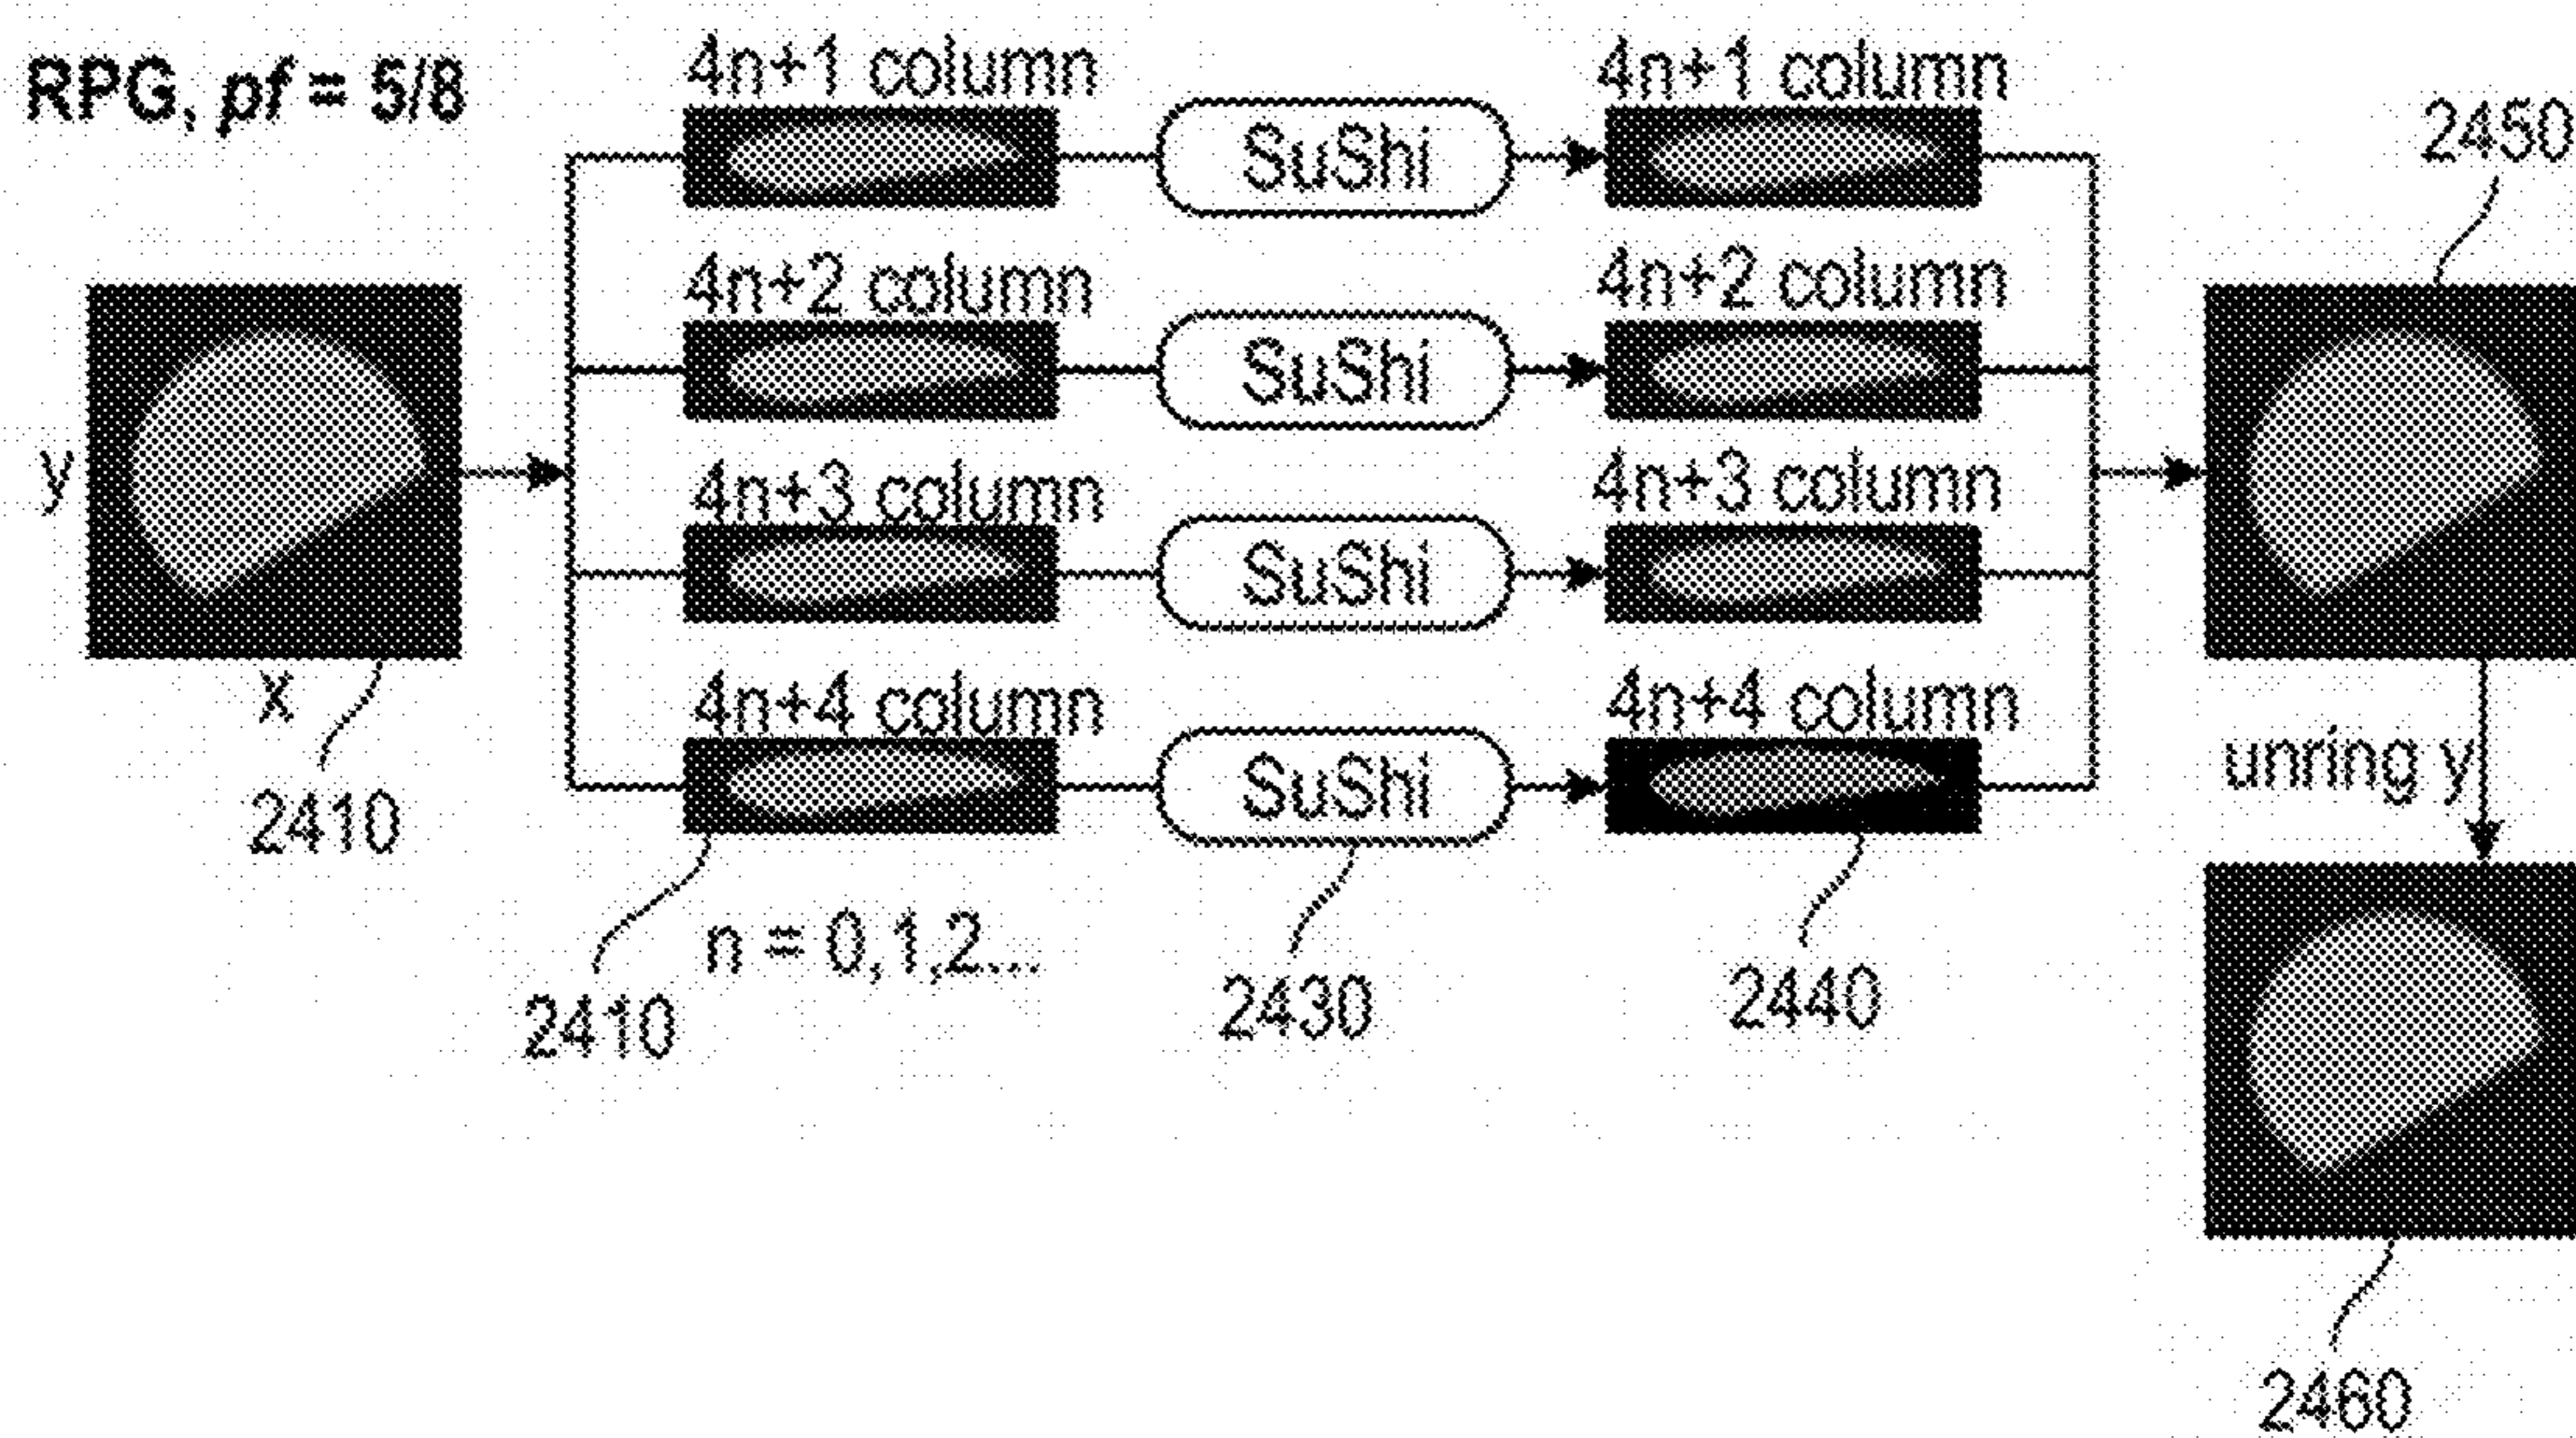 RPG, pf = 5/8
4n+1 column
4n+1 column
2450
SuShi
4n+2 column
4n+2 column
SuShi
y
4n+3 column
4n+3 column
SuShi
x
4n+4 column
4n+4 column
unring y
SuShi
2410
n = 0,1,2...
2410
2430
2440
2460